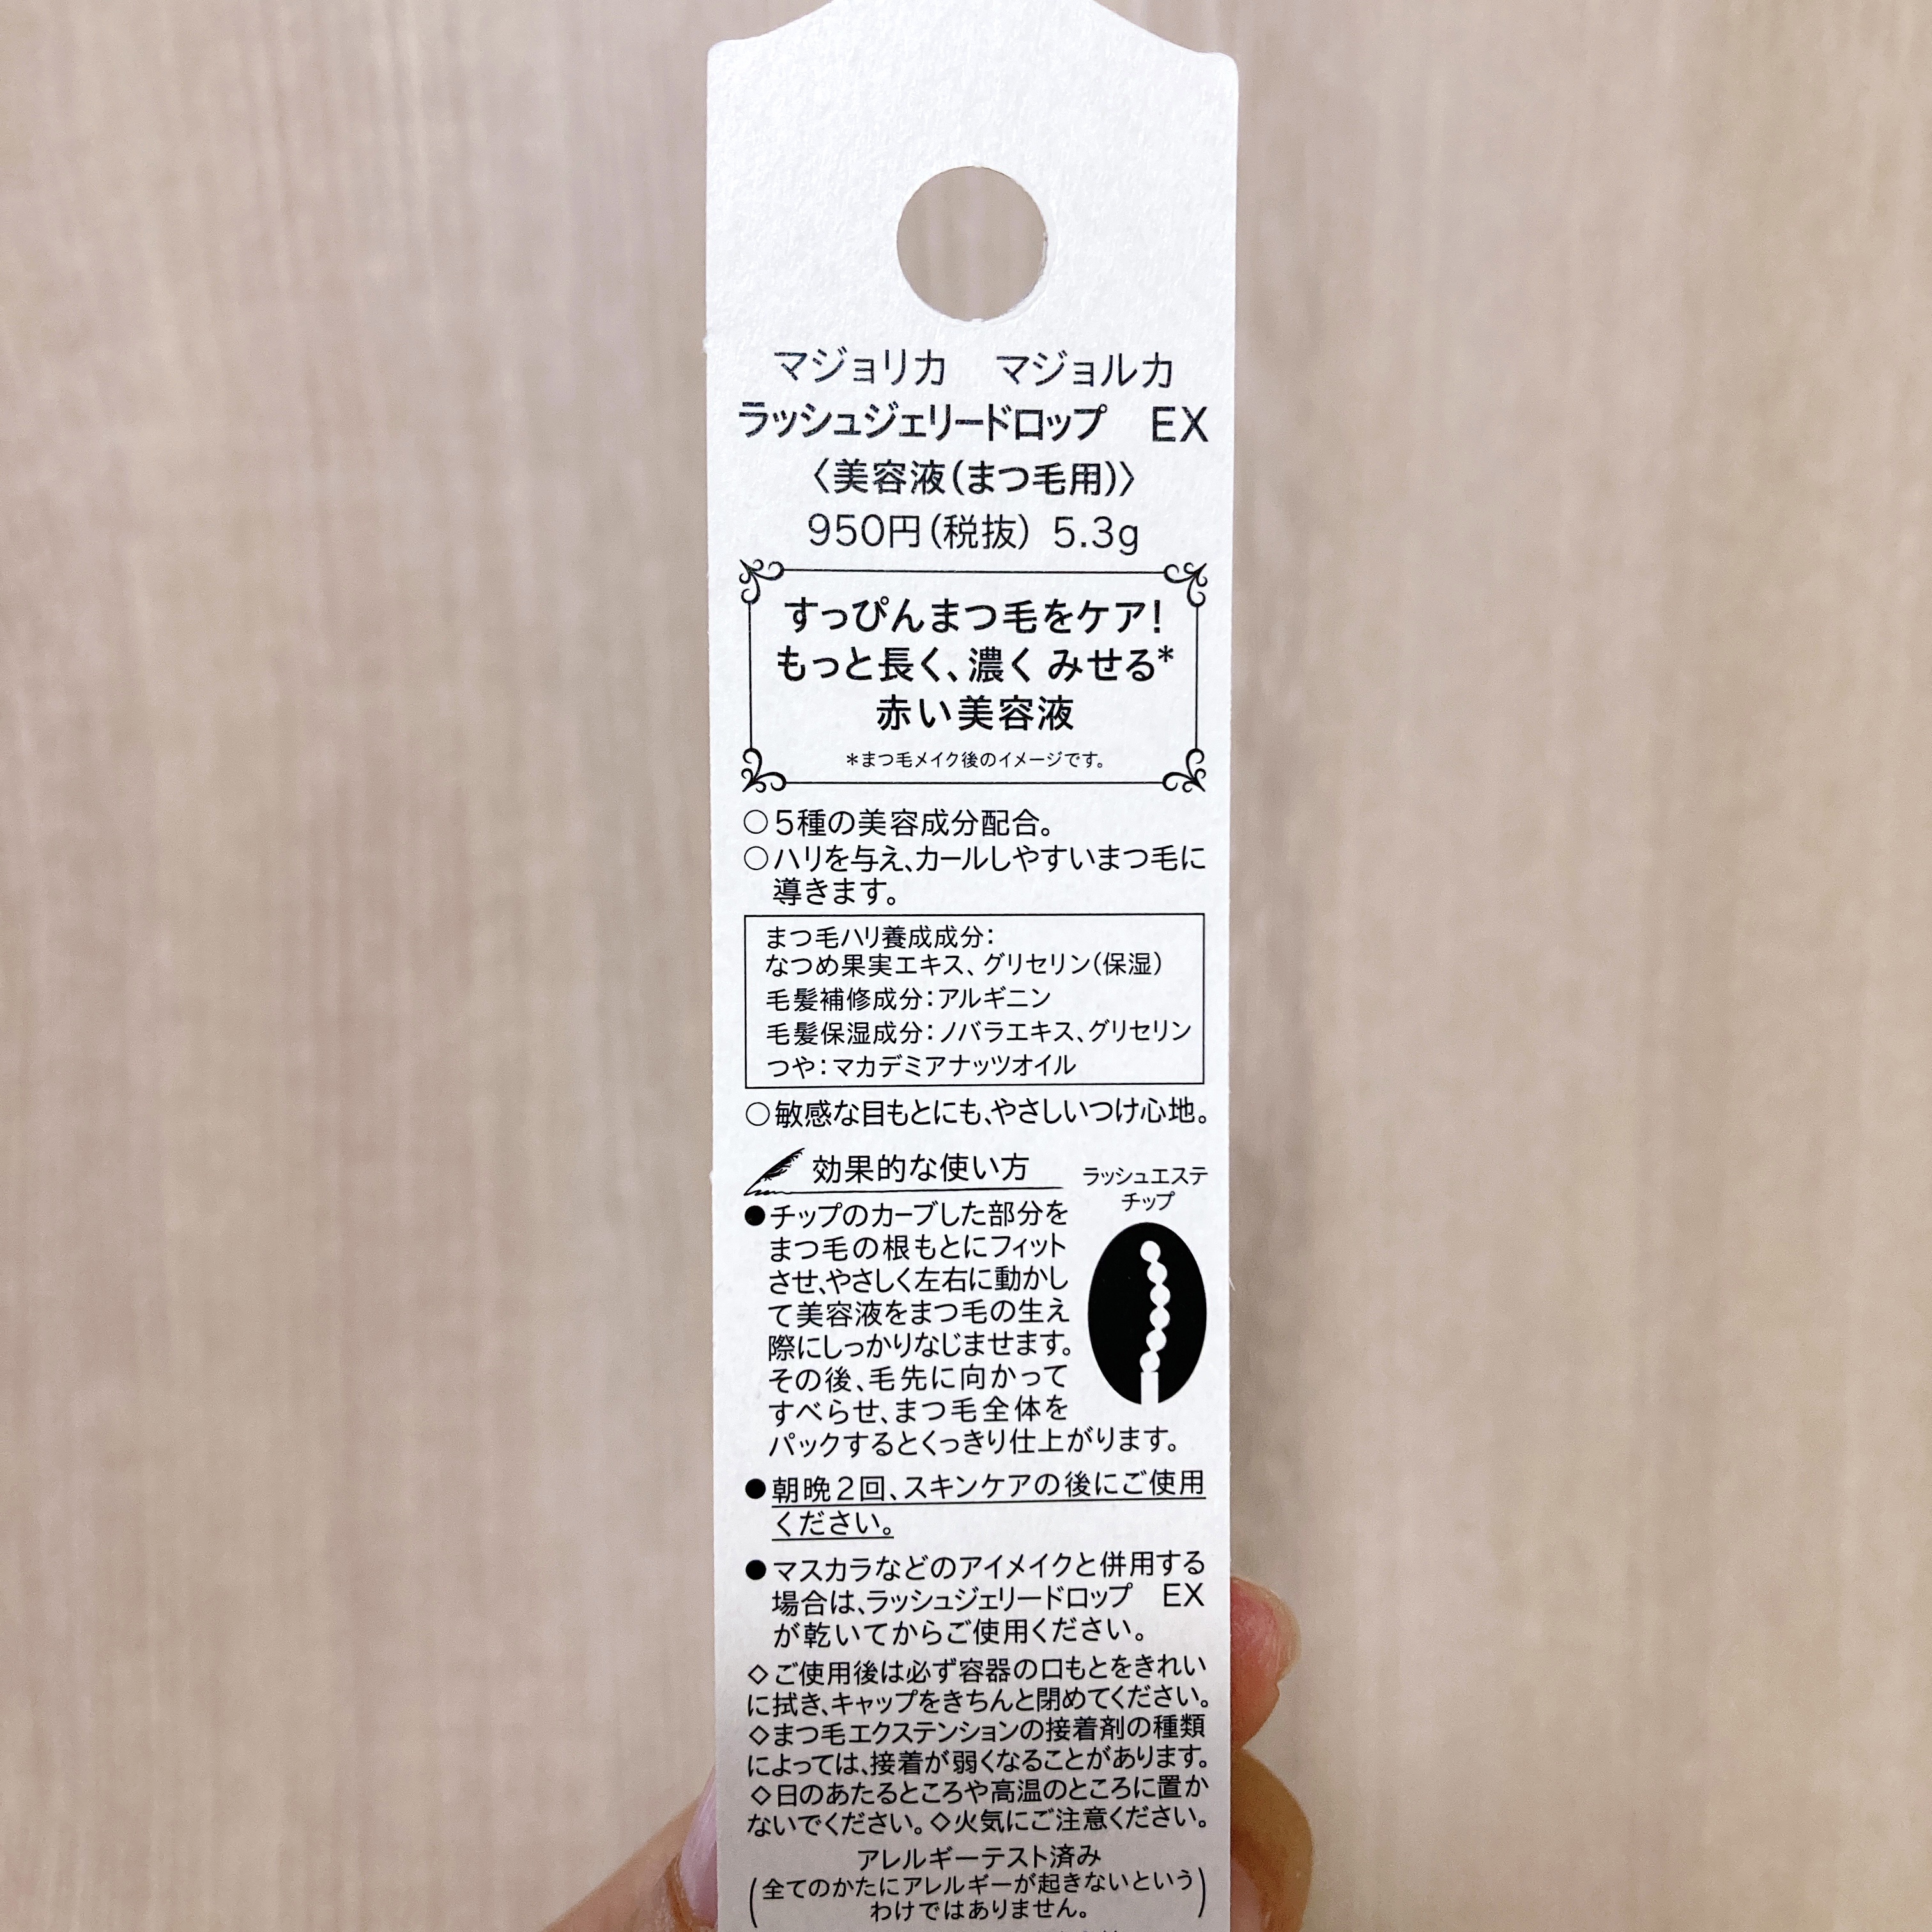 マジョリカ　マジョルカ
ラッシュジェリードロップ　EX
〈美容液(まつ毛用)〉
950円(税抜) 5.3g
すっぴんまつ毛をケア!
もっと長く、濃く みせる*
赤い美容液
*まつ毛メイク後のイメージです。
○5種の美容成分配合。
○ハリを与え、カールしやすいまつ毛に
導きます。
まつ毛ハリ養成成分：
なつめ果実エキス、グリセリン(保湿)
毛髪補修成分：アルギニン
毛髪保湿成分：ノバラエキス、グリセリン
つや：マカデミアナッツオイル
○敏感な目もとにも、やさしいつけ心地。
効果的な使い方
ラッシュエステ
チップ
●チップのカーブした部分を
まつ毛の根もとにフィット
させ、やさしく左右に動かし
て美容液をまつ毛の生え
際にしっかりなじませます。
その後、毛先に向かって
すべらせ、まつ毛全体を
パックするとくっきり仕上がります。
●朝晩2回、スキンケアの後にご使用
ください。
●マスカラなどのアイメイクと併用する
場合は、ラッシュジェリードロップ　EX
が乾いてからご使用ください。
◇ご使用後は必ず容器の口もとをきれい
に拭き、キャップをきちんと閉めてください。
◇まつ毛エクステンションの接着剤の種類
によっては、接着が弱くなることがあります。
◇日のあたるところや高温のところに置か
ないでください。◇火気にご注意ください。
アレルギーテスト済み
(全てのかたにアレルギーが起きないという
わけではありません。)